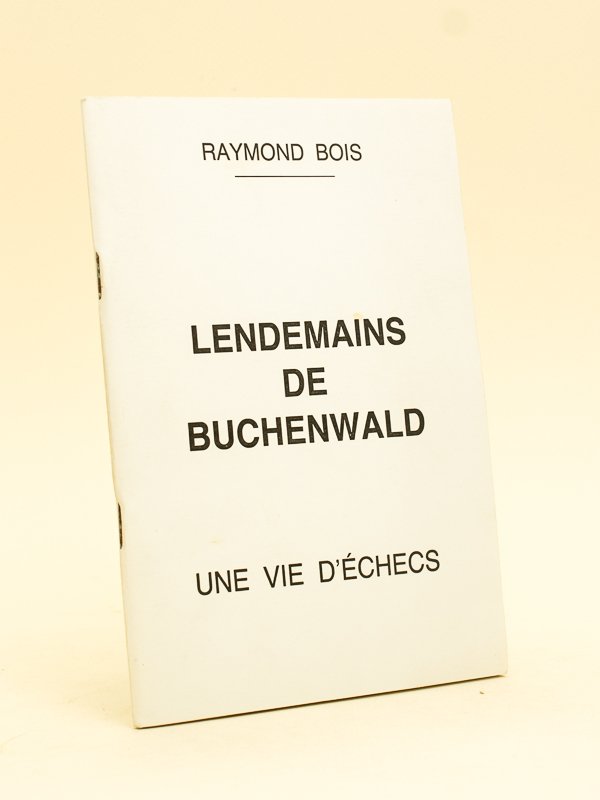 RAYMOND BOIS
LENDEMAINS
DE
BUCHENWALD
UNE VIE D'ÉCHECS